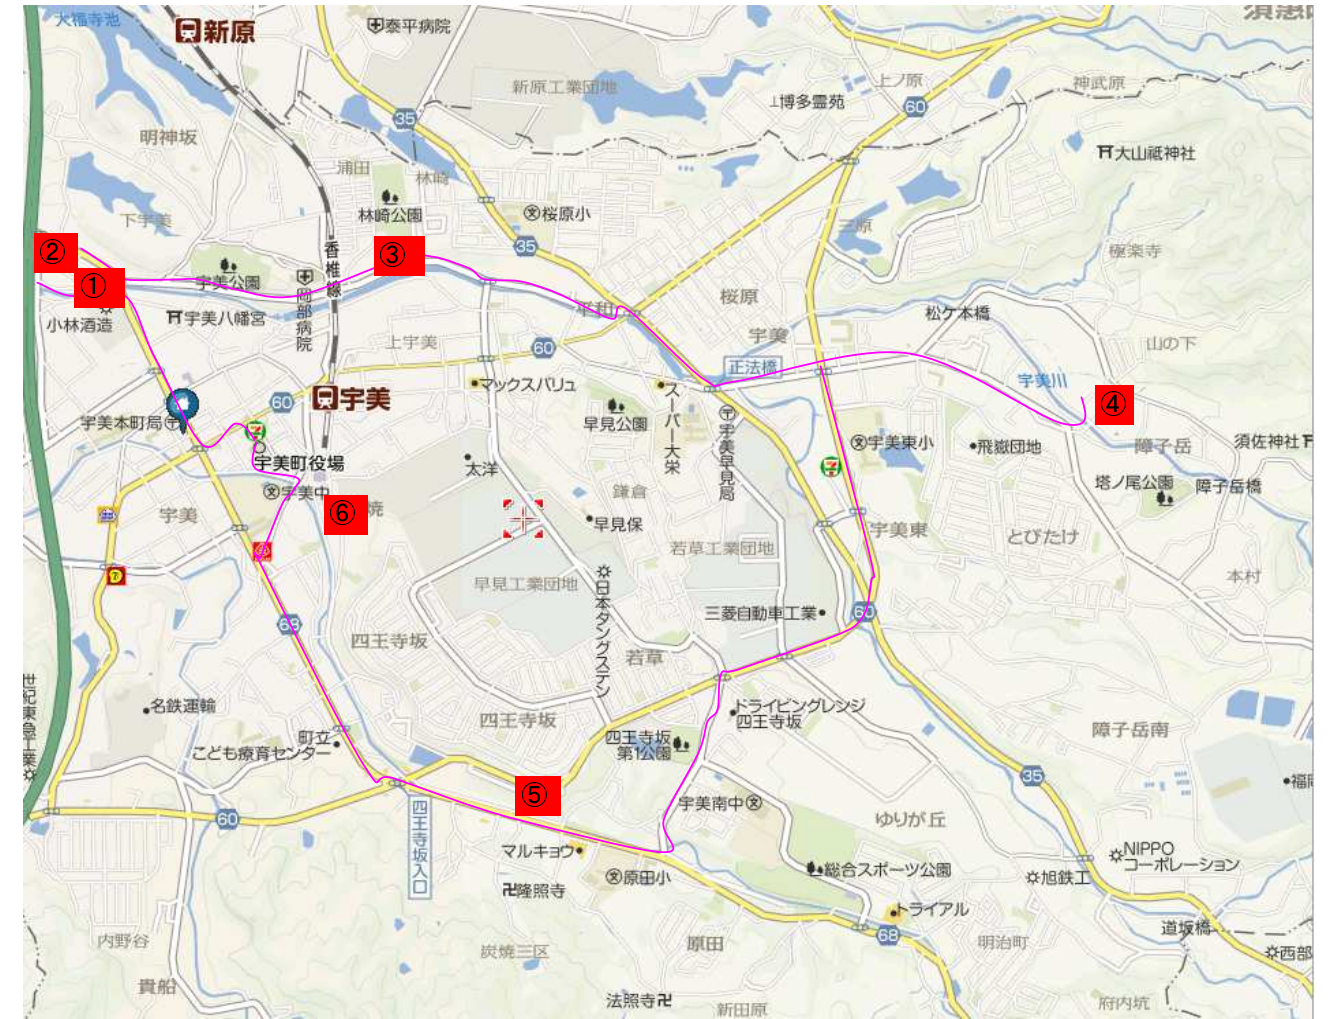 大福寺池
新原
泰平病院
須恵
新原工業団地
上ノ原
神武原
博多霊苑
60
35
明神坂
浦田
林崎
大山祗神社
林崎公園
桜原小
下宇美
三原
極楽寺
35
②
③
香椎線
宇美公園
①
岡部病院
桜原
平和
松ケ本橋
小林酒造
宇美八幡宮
上宇美
宇美
山の下
60
正法橋
宇美川
マックスバリュ
スーパー大栄
④
60
宇美
早見公園
宇美早見局
宇美本町局
宇美東小
飛嶽団地
障子岳
須佐神社
宇美町役場
太洋
塔ノ尾公園
障子岳橋
宇美中
鎌倉
⑥
焼
宇美
早見保
宇美東
とびたけ
若草工業団地
早見工業団地
日本タングステン
本村
三菱自動車工業
60
68
四王寺坂
若草
世紀東急工業
名鉄運輸
ドライビングレンジ
四王寺坂
四王寺坂
障子岳南
町立
こども療育センター
四王寺坂
第1公園
35
福岡
⑤
宇美南中
60
四王寺坂入口
ゆりが丘
マルキョウ
NIPPO
コーポレーション
原田小
総合スポーツ公園
旭鉄工
隆照寺
トライアル
道坂橋
内野谷
68
炭焼三区
原田
明治町
西部
貴船
法照寺
新田原
府内坑